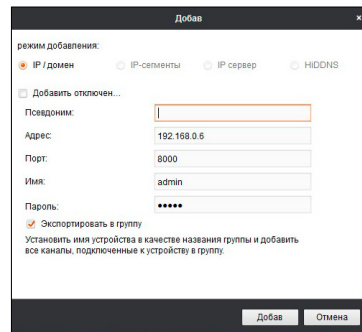 Добав
×
режим добавления:
IP / домен IP-сегменты IP сервер HiDDNS
Добавить отключен...
Псевдоним:
Адрес: 192.168.0.6
Порт: 8000
Имя: admin
Пароль: •••••
Экспортировать в группу
Установить имя устройства в качестве названия группы и добавить
все каналы, подключенные к устройству в группу.
Добав Отмена